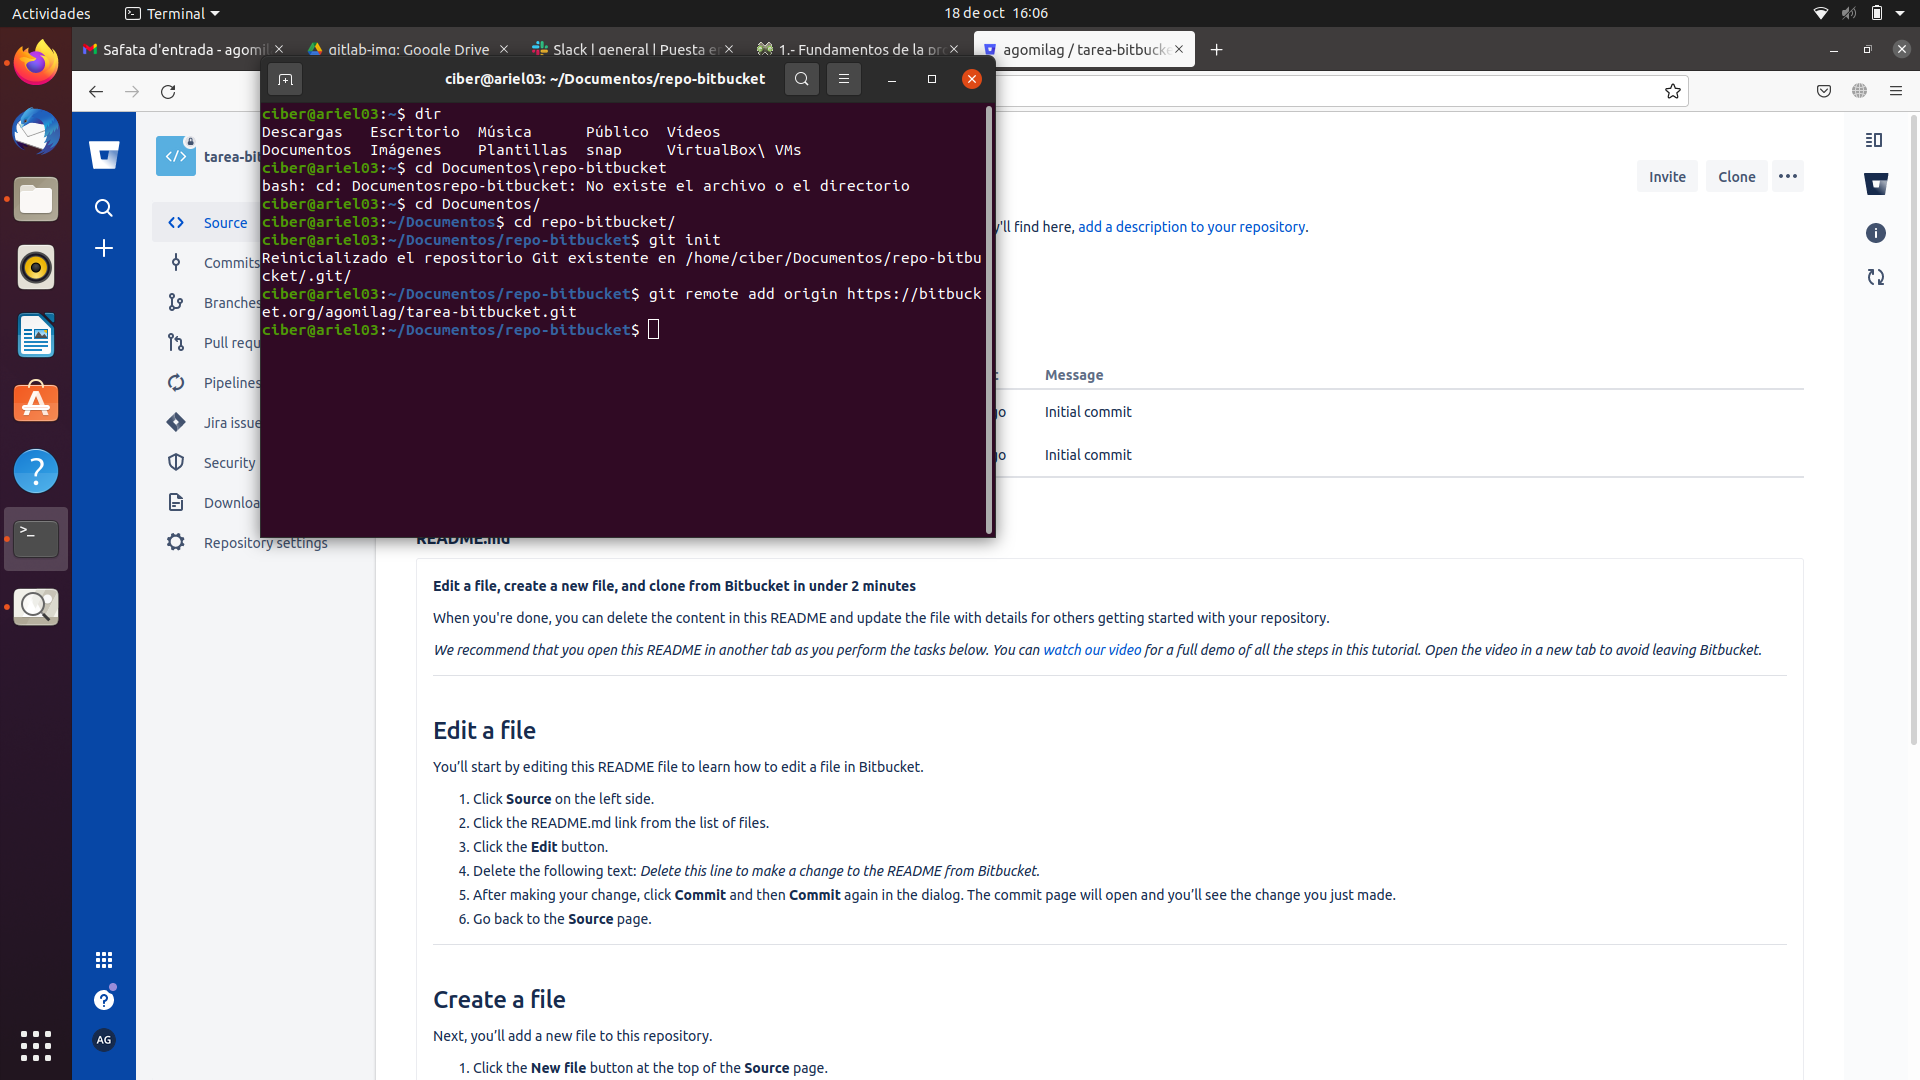 Actividades
Terminal
18 de oct 16:06
Safata d'entrada - agomil
gitlab-img: Google Drive
Slack | general | Puesta e
1.- Fundamentos de la pr
agomilag / tarea-bitbucke
ciber@ariel03: ~/Documentos/repo-bitbucket
ciber@ariel03:~$ dir
Descargas Escritorio Música Público Vídeos
Documentos Imágenes Plantillas snap VirtualBox\ VMs
ciber@ariel03:~$ cd Documentos\repo-bitbucket
bash: cd: Documentosrepo-bitbucket: No existe el archivo o el directorio
ciber@ariel03:~$ cd Documentos/
ciber@ariel03:~/Documentos$ cd repo-bitbucket/
ciber@ariel03:~/Documentos/repo-bitbucket$ git init
Reinicializado el repositorio Git existente en /home/ciber/Documentos/repo-bitbu
cket/.git/
ciber@ariel03:~/Documentos/repo-bitbucket$ git remote add origin https://bitbuck
et.org/agomilag/tarea-bitbucket.git
ciber@ariel03:~/Documentos/repo-bitbucket$
tarea-bi
Source
Commits
Branches
Pull requ
Pipelines
Jira issue
Security
Downloa
Repository settings
Invite
Clone
y'll find here, add a description to your repository.
Message
go Initial commit
go Initial commit
README.md
Edit a file, create a new file, and clone from Bitbucket in under 2 minutes
When you're done, you can delete the content in this README and update the file with details for others getting started with your repository.
We recommend that you open this README in another tab as you perform the tasks below. You can watch our video for a full demo of all the steps in this tutorial. Open the video in a new tab to avoid leaving Bitbucket.
Edit a file
You’ll start by editing this README file to learn how to edit a file in Bitbucket.
1. Click Source on the left side.
2. Click the README.md link from the list of files.
3. Click the Edit button.
4. Delete the following text: Delete this line to make a change to the README from Bitbucket.
5. After making your change, click Commit and then Commit again in the dialog. The commit page will open and you’ll see the change you just made.
6. Go back to the Source page.
Create a file
Next, you’ll add a new file to this repository.
1. Click the New file button at the top of the Source page.
AG